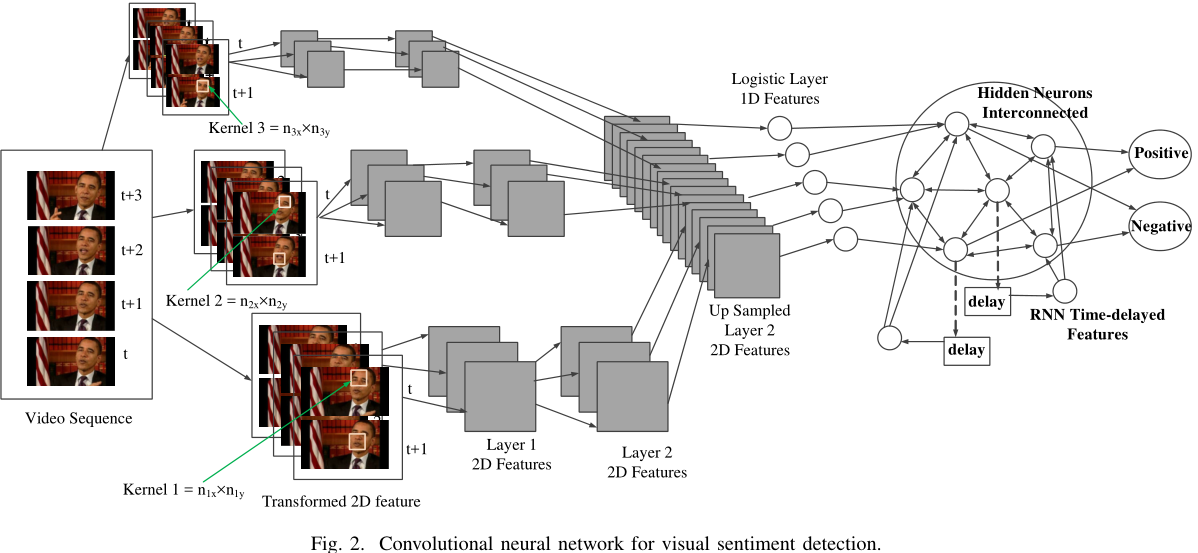 t
t+1
Kernel 3 = n3x×n3y
Logistic Layer
1D Features
Hidden Neurons
Interconnected
Positive
Negative
t+3
t+2
t+1
t
Video Sequence
t
t+1
Kernel 2 = n2x×n2y
Up Sampled
Layer 2
2D Features
delay
delay
RNN Time-delayed
Features
t
t+1
Kernel 1 = n1x×n1y
Transformed 2D feature
Layer 1
2D Features
Layer 2
2D Features
Fig. 2. Convolutional neural network for visual sentiment detection.